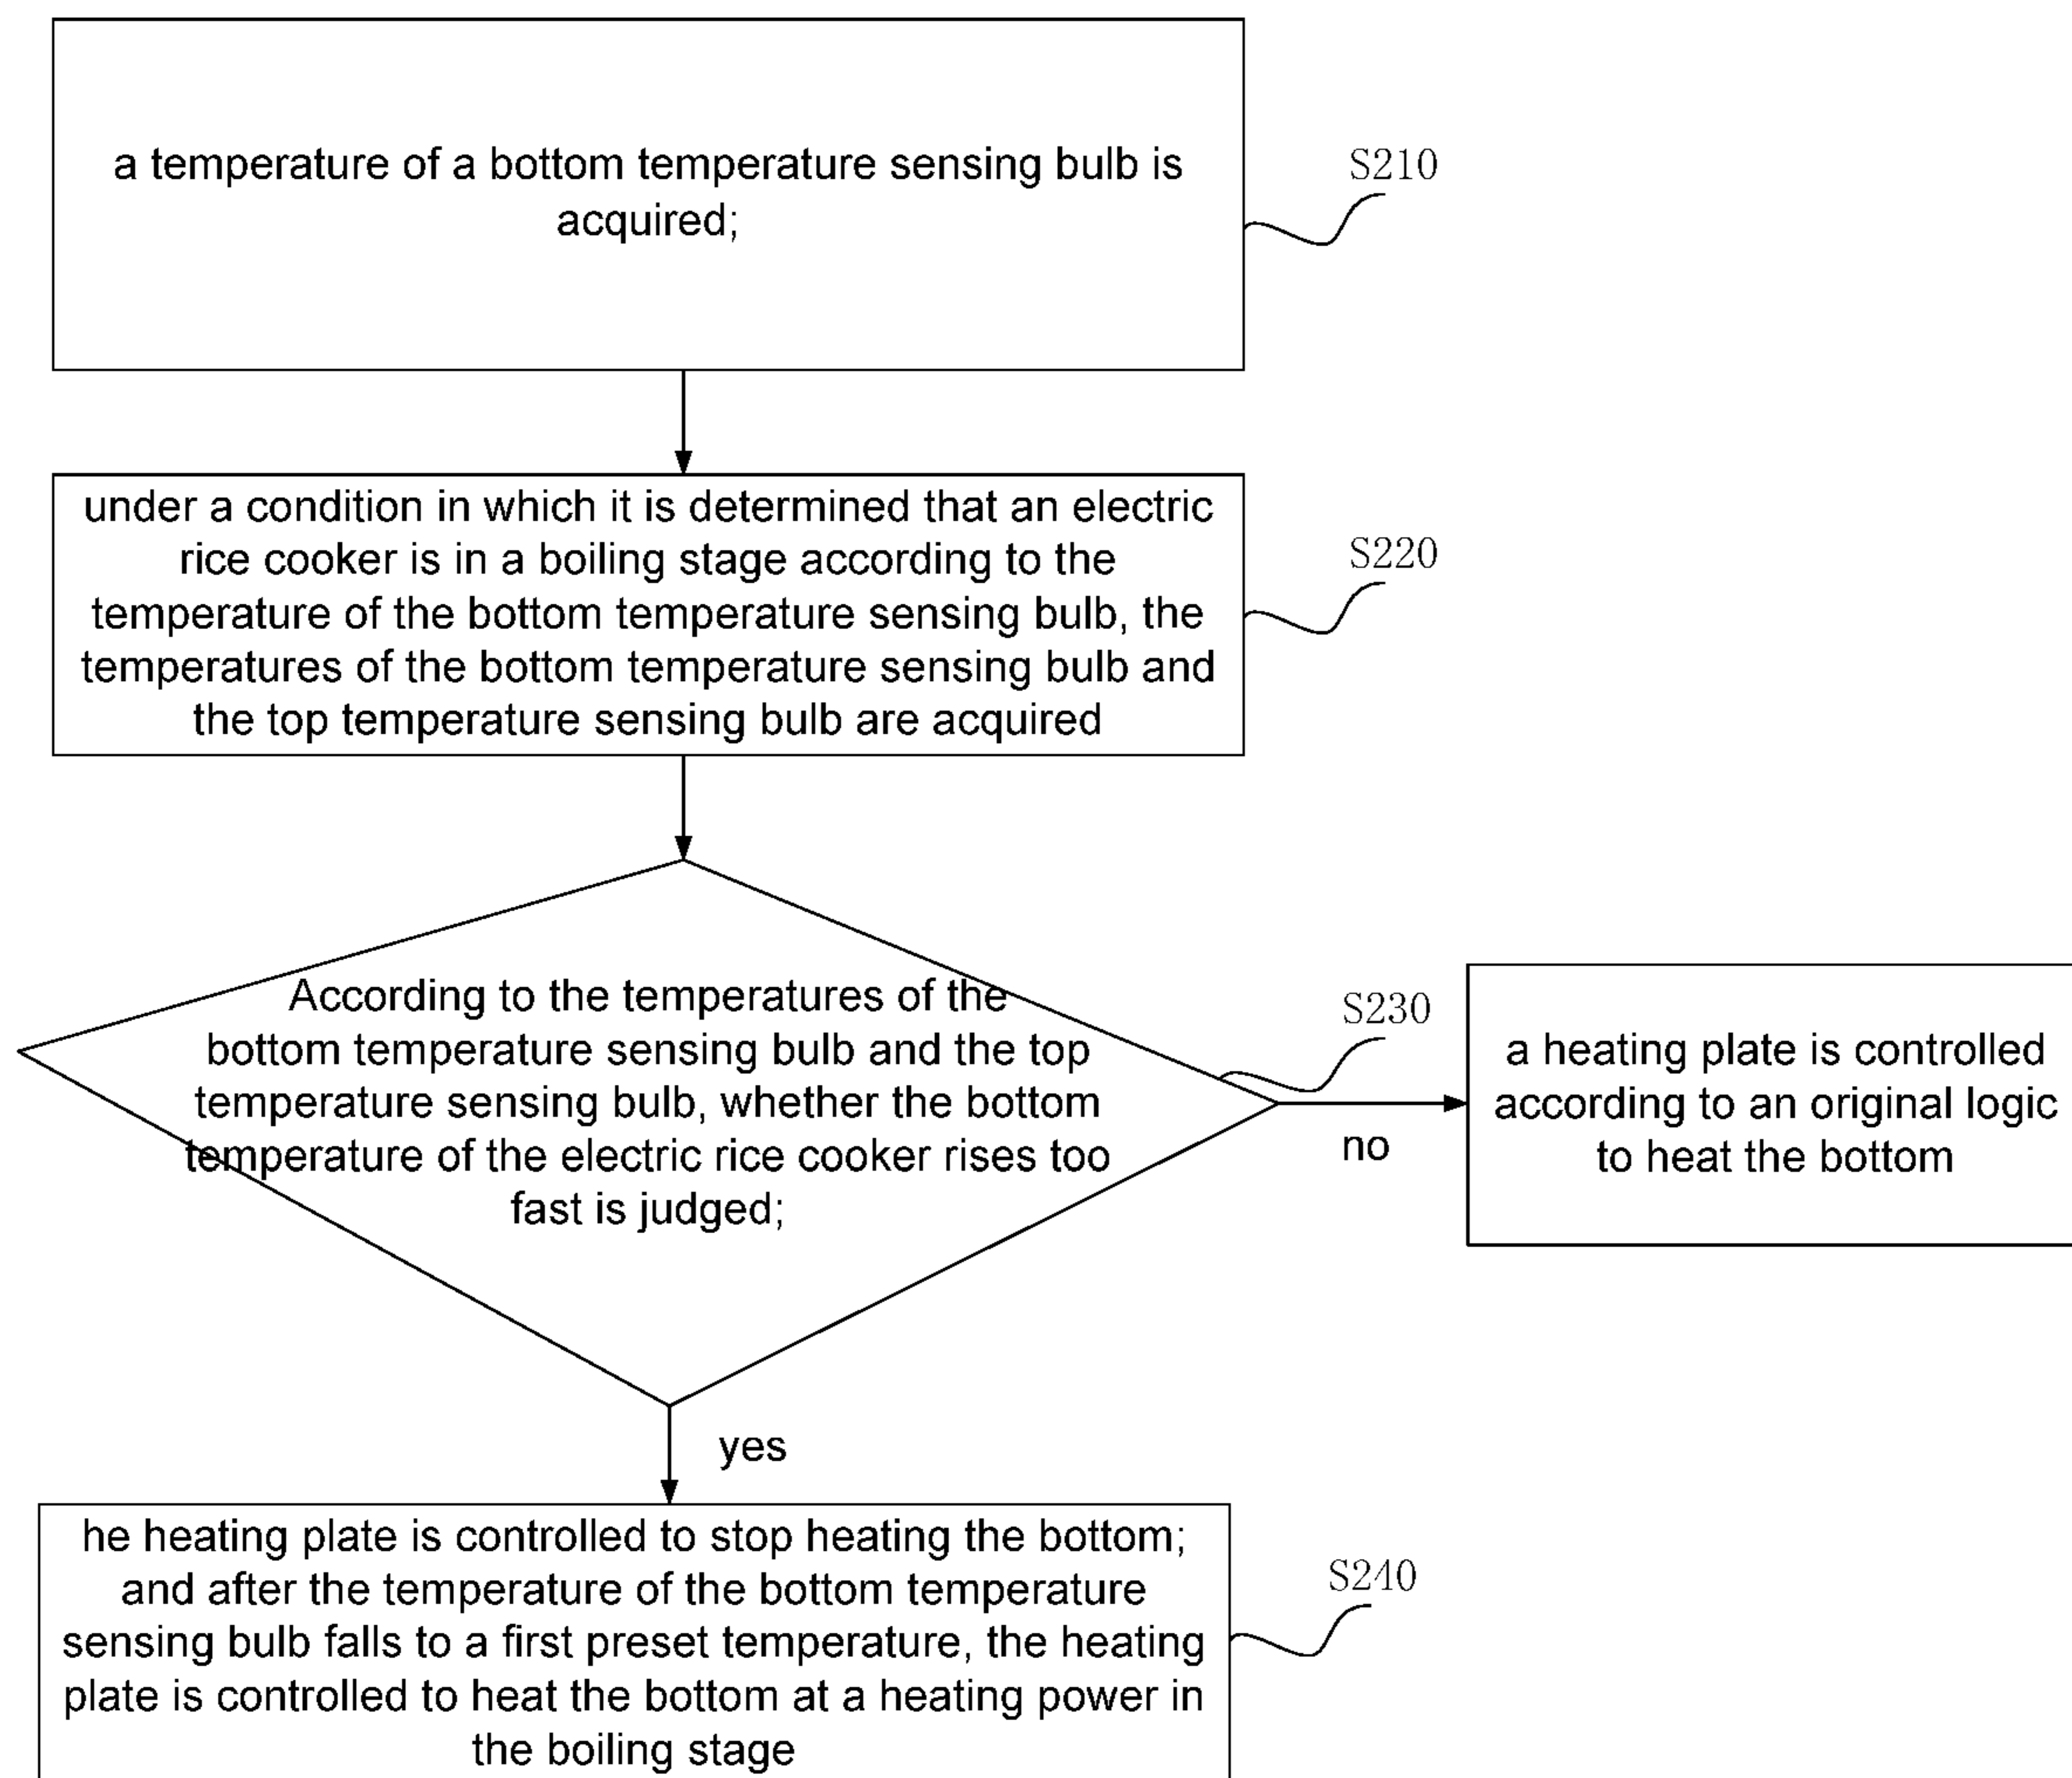 a temperature of a bottom temperature sensing bulb is
acquired;
S210
under a condition in which it is determined that an electric
rice cooker is in a boiling stage according to the
temperature of the bottom temperature sensing bulb, the
temperatures of the bottom temperature sensing bulb and
the top temperature sensing bulb are acquired
S220
According to the temperatures of the
bottom temperature sensing bulb and the top
temperature sensing bulb, whether the bottom
temperature of the electric rice cooker rises too
fast is judged;
S230
no
a heating plate is controlled
according to an original logic
to heat the bottom
yes
he heating plate is controlled to stop heating the bottom;
and after the temperature of the bottom temperature
sensing bulb falls to a first preset temperature, the heating
plate is controlled to heat the bottom at a heating power in
the boiling stage
S240